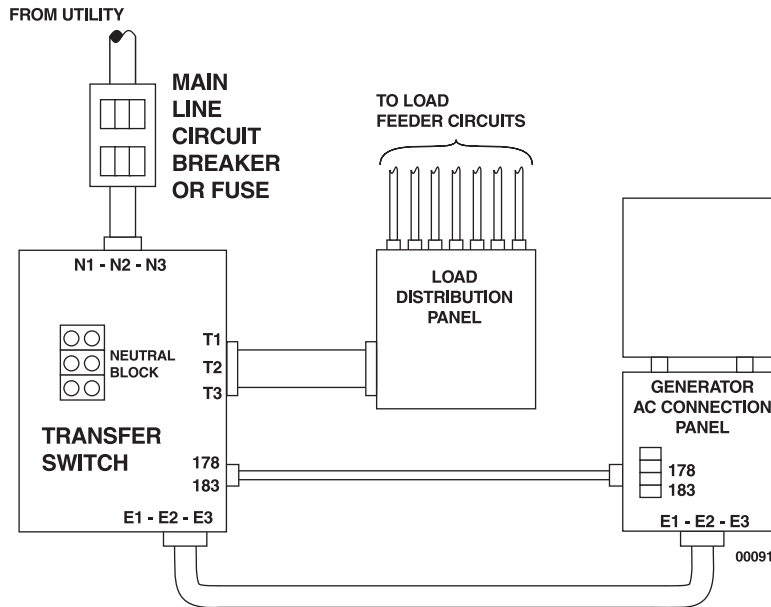 FROM UTILITY
MAIN
LINE
CIRCUIT
BREAKER
OR FUSE
TO LOAD
FEEDER CIRCUITS
N1 - N2 - N3
NEUTRAL
BLOCK
T1
T2
T3
LOAD
DISTRIBUTION
PANEL
TRANSFER
SWITCH
178
183
E1 - E2 - E3
GENERATOR
AC CONNECTION
PANEL
178
183
E1 - E2 - E3
00091